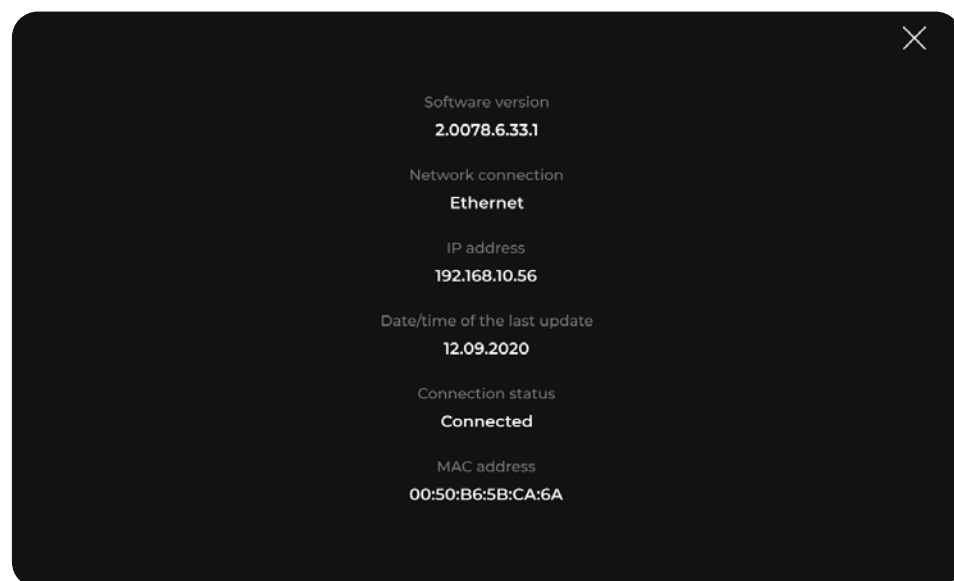 Software version
2.0078.6.33.1
Network connection
Ethernet
IP address
192.168.10.56
Date/time of the last update
12.09.2020
Connection status
Connected
MAC address
00:50:B6:5B:CA:6A